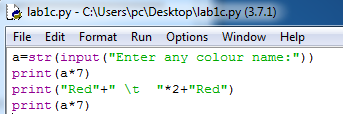 lab1c.py - C:\Users\pc\Desktop\lab1c.py (3.7.1)
File Edit Format Run Options Window Help
a=str(input("Enter any colour name:"))
print(a*7)
print("Red"+" \t  "*2+"Red")
print(a*7)